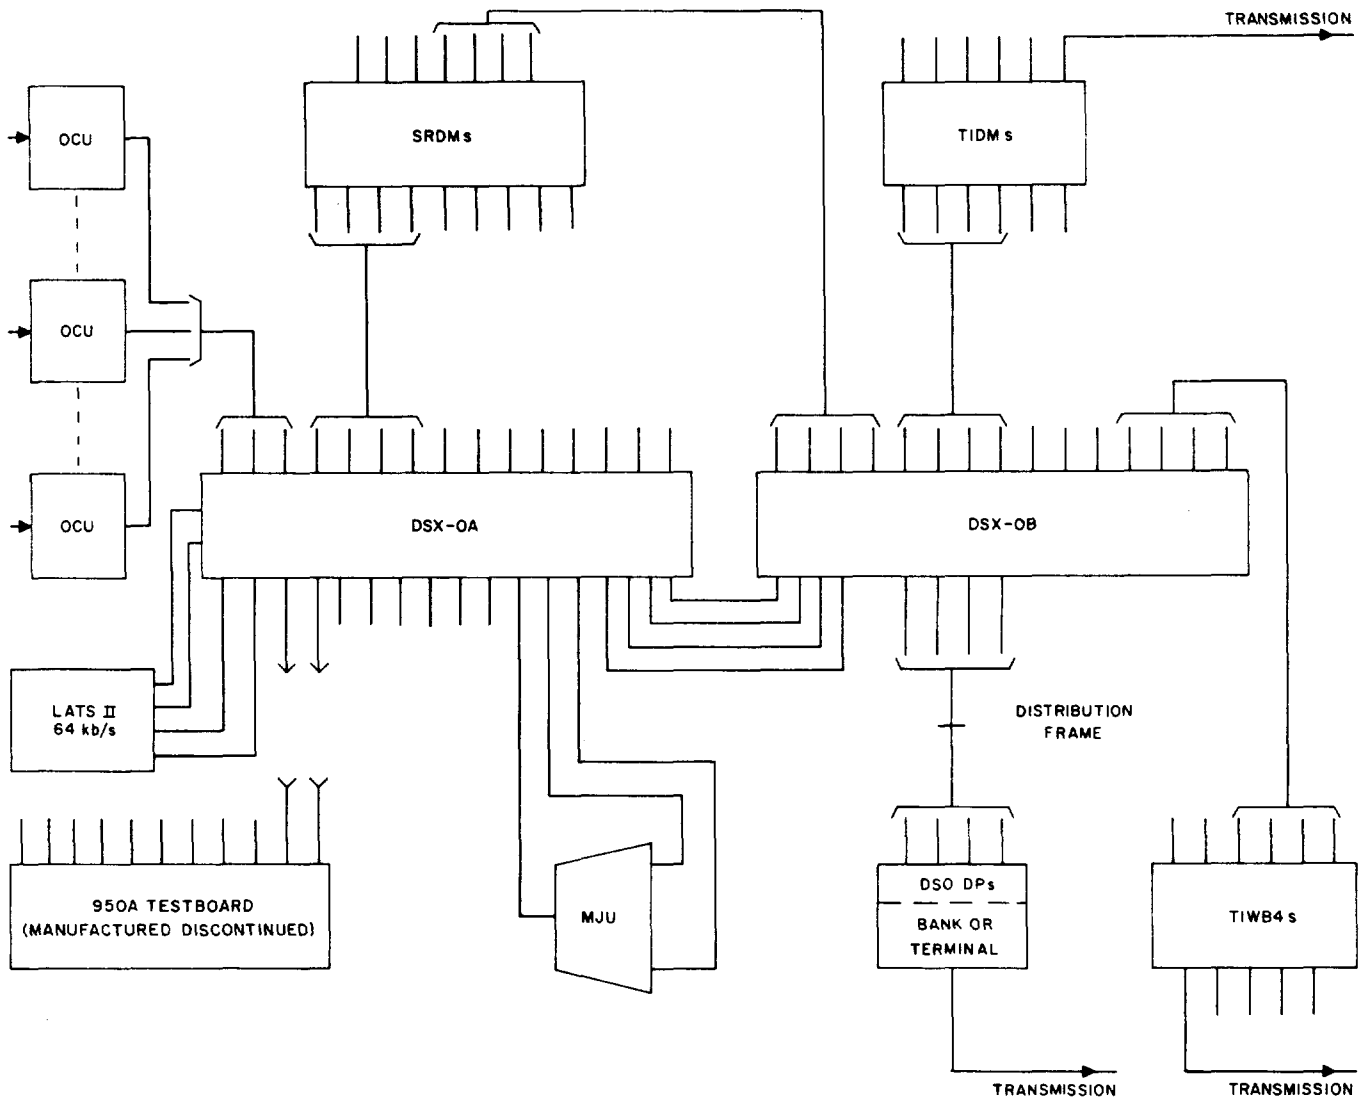 TRANSMISSION
OCU
SRDMs
TIDMs
OCU
OCU
DSX-0A
DSX-0B
LATS II
64 kb/s
DISTRIBUTION
FRAME
950A TESTBOARD
(MANUFACTURED DISCONTINUED)
MJU
DSO DPs
BANK OR
TERMINAL
TIWB4s
TRANSMISSION
TRANSMISSION